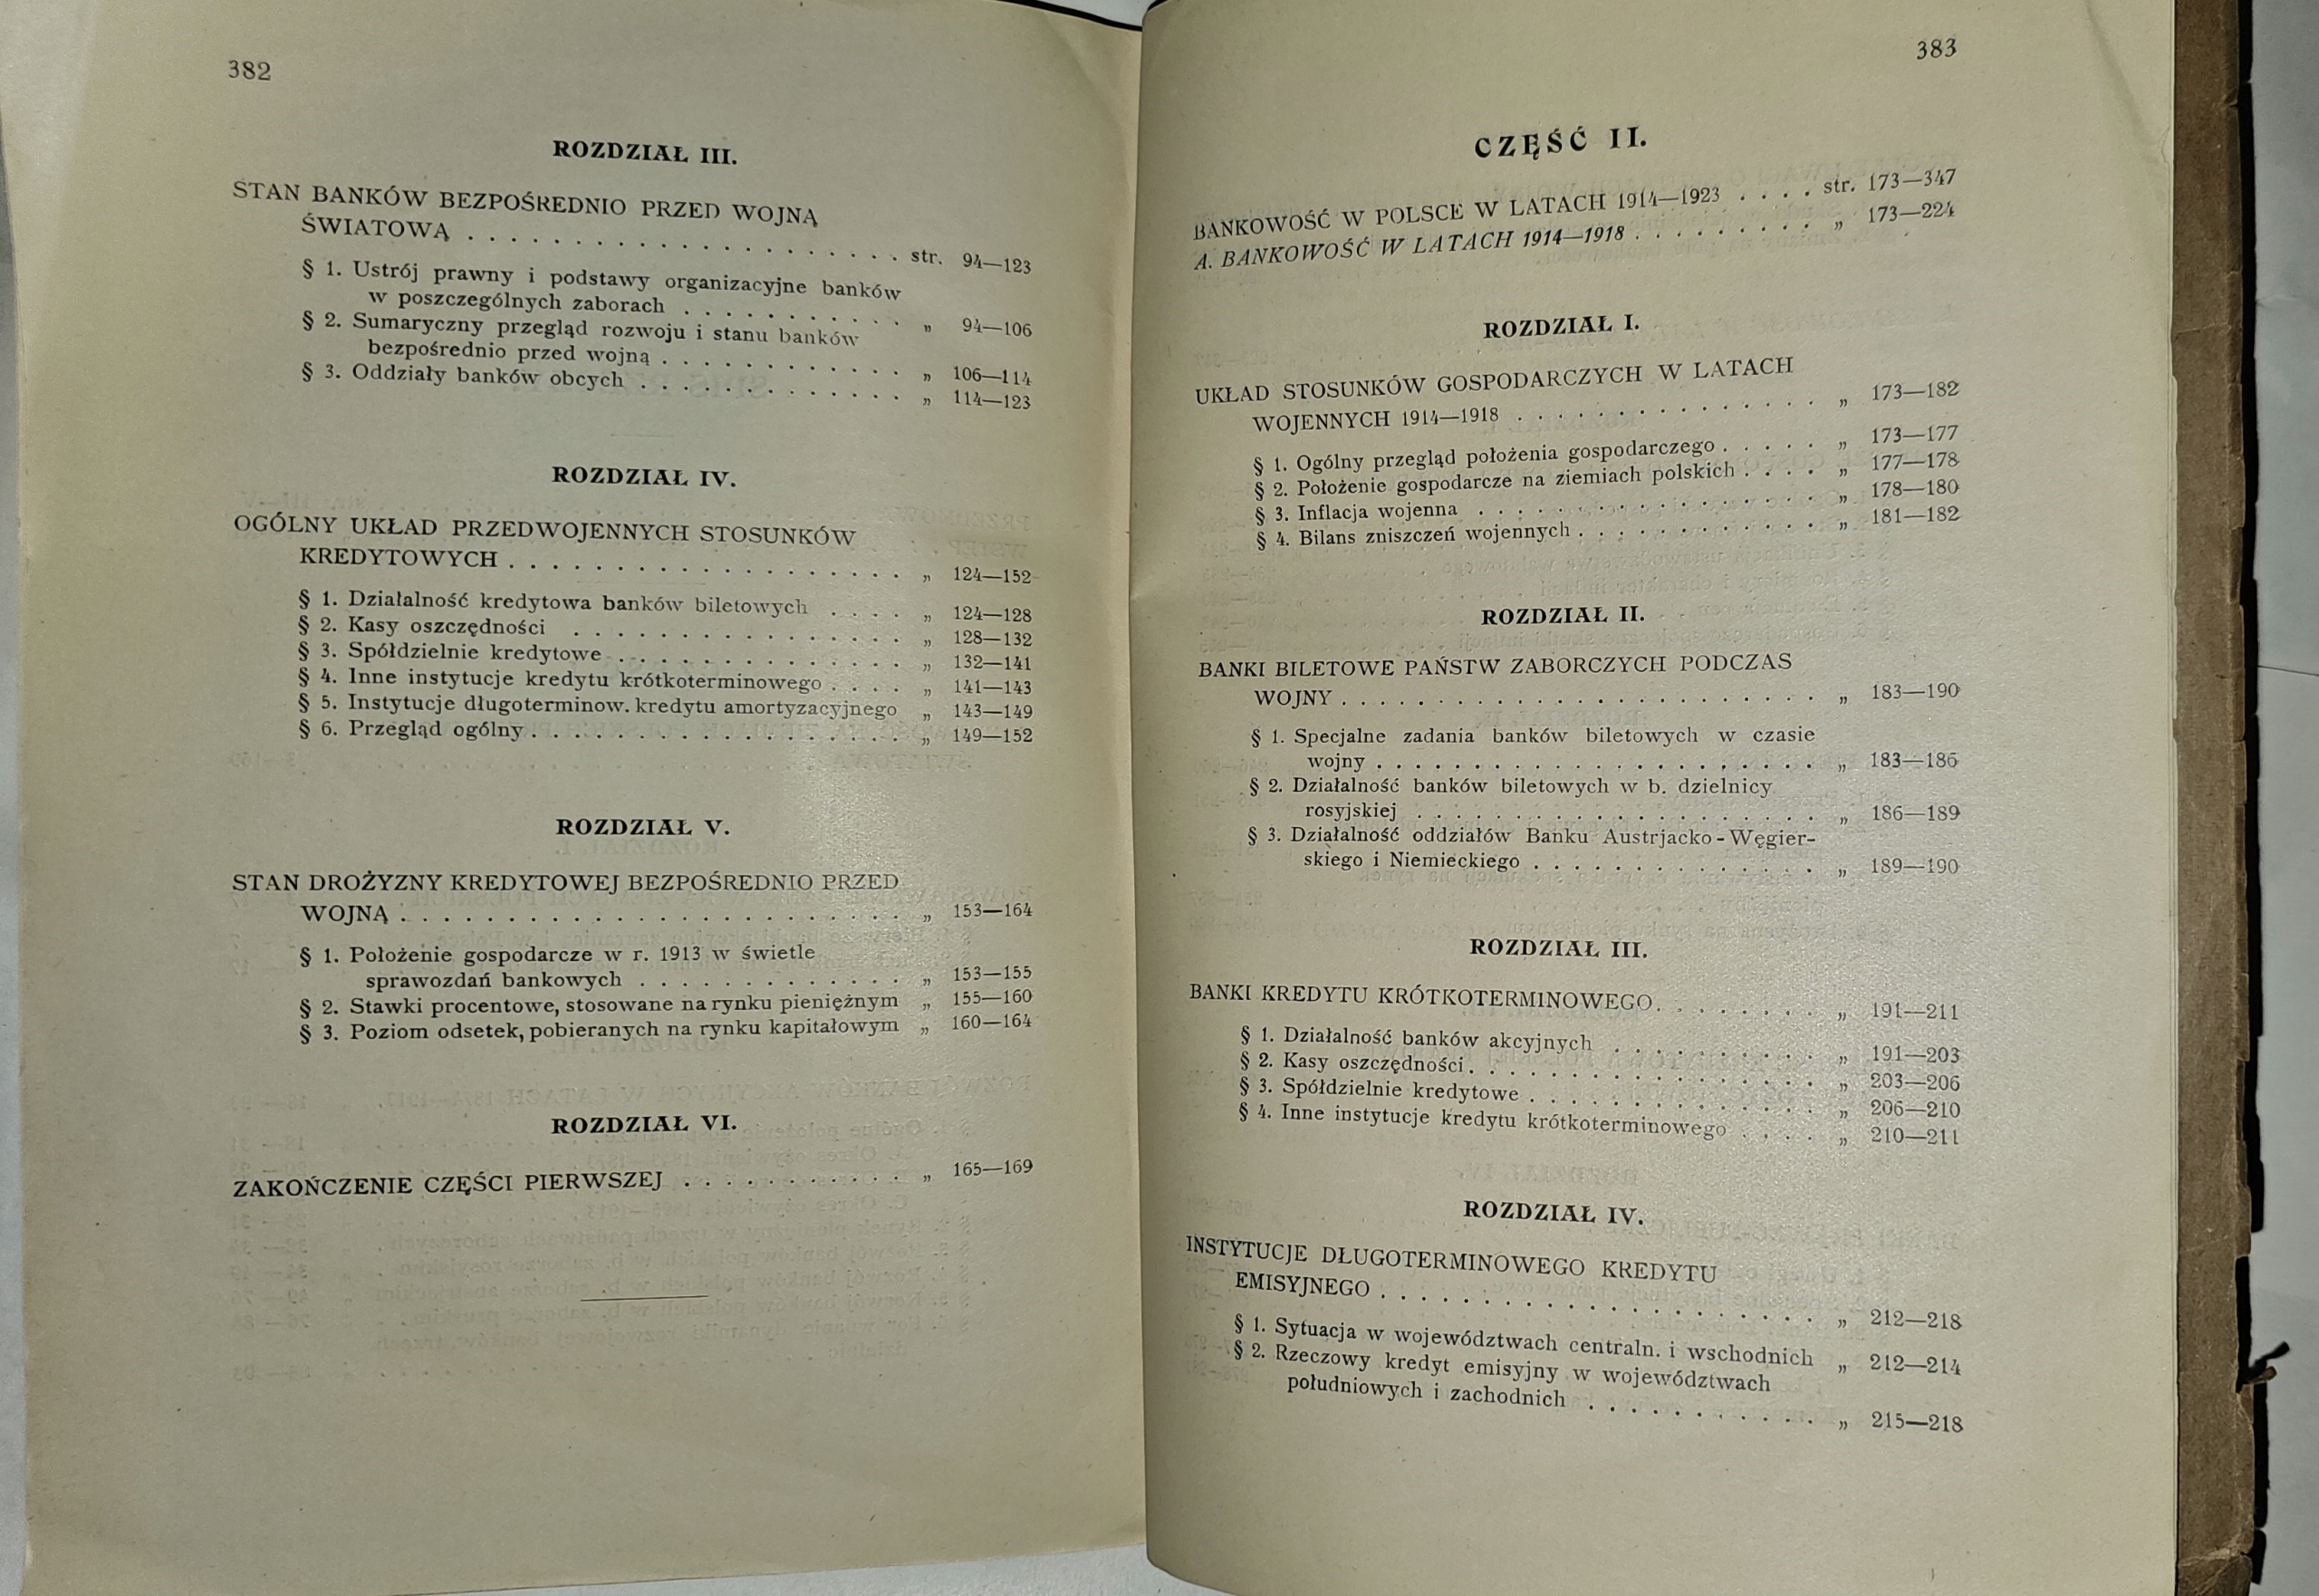 382
ROZDZIAŁ III.
STAN BANKÓW BEZPOŚREDNIO PRZED WOJNĄ
ŚWIATOWĄ . . . . . . . . . . . . . . . . . . str. 94—123
§ 1. Ustrój prawny i podstawy organizacyjne banków
w poszczególnych zaborach . . . . . . . . . . „ 94—106
§ 2. Sumaryczny przegląd rozwoju i stanu banków
bezpośrednio przed wojną . . . . . . . . . . . „ 106—114
§ 3. Oddziały banków obcych . . . . . . . . . . . . „ 114—123
ROZDZIAŁ IV.
OGÓLNY UKŁAD PRZEDWOJENNYCH STOSUNKÓW
KREDYTOWYCH . . . . . . . . . . . . . . . . . „ 124—152
§ 1. Działalność kredytowa banków biletowych . . . . „ 124—128
§ 2. Kasy oszczędności . . . . . . . . . . . . . . . „ 128—132
§ 3. Spółdzielnie kredytowe . . . . . . . . . . . . . „ 132—141
§ 4. Inne instytucje kredytu krótkoterminowego . . . . „ 141—143
§ 5. Instytucje długoterminow. kredytu amortyzacyjnego „ 143—149
§ 6. Przegląd ogólny . . . . . . . . . . . . . . . . „ 149—152
ROZDZIAŁ V.
STAN DROŻYZNY KREDYTOWEJ BEZPOŚREDNIO PRZED
WOJNĄ . . . . . . . . . . . . . . . . . . . . „ 153—164
§ 1. Położenie gospodarcze w r. 1913 w świetle
sprawozdań bankowych . . . . . . . . . . . . „ 153—155
§ 2. Stawki procentowe, stosowane na rynku pieniężnym „ 155—160
§ 3. Poziom odsetek, pobieranych na rynku kapitałowym „ 160—164
ROZDZIAŁ VI.
ZAKOŃCZENIE CZĘŚCI PIERWSZEJ . . . . . . . . . . „ 165—169
383
CZĘŚĆ II.
BANKOWOŚĆ W POLSCE W LATACH 1914—1923 . . . . str. 173—347
A. BANKOWOŚĆ W LATACH 1914—1918 . . . . . . . . . „ 173—224
ROZDZIAŁ I.
UKŁAD STOSUNKÓW GOSPODARCZYCH W LATACH
WOJENNYCH 1914—1918 . . . . . . . . . . . . . . „ 173—182
§ 1. Ogólny przegląd położenia gospodarczego . . . . . „ 173—177
§ 2. Położenie gospodarcze na ziemiach polskich . . . . „ 177—178
§ 3. Inflacja wojenna . . . . . . . . . . . . . . . „ 178—180
§ 4. Bilans zniszczeń wojennych . . . . . . . . . . . „ 181—182
ROZDZIAŁ II.
BANKI BILETOWE PAŃSTW ZABORCZYCH PODCZAS
WOJNY . . . . . . . . . . . . . . . . . . . . . „ 183—190
§ 1. Specjalne zadania banków biletowych w czasie
wojny . . . . . . . . . . . . . . . . . . . . „ 183—186
§ 2. Działalność banków biletowych w b. dzielnicy
rosyjskiej . . . . . . . . . . . . . . . . . . „ 186—189
§ 3. Działalność oddziałów Banku Austrjacko-Węgier-
skiego i Niemieckiego . . . . . . . . . . . . . „ 189—190
ROZDZIAŁ III.
BANKI KREDYTU KRÓTKOTERMINOWEGO. . . . . . . . „ 191—211
§ 1. Działalność banków akcyjnych . . . . . . . . . . „ 191—203
§ 2. Kasy oszczędności. . . . . . . . . . . . . . . . „ 203—206
§ 3. Spółdzielnie kredytowe . . . . . . . . . . . . . „ 206—210
§ 4. Inne instytucje kredytu krótkoterminowego . . . . „ 210—211
ROZDZIAŁ IV.
INSTYTUCJE DŁUGOTERMINOWEGO KREDYTU
EMISYJNEGO . . . . . . . . . . . . . . . . . . . „ 212—218
§ 1. Sytuacja w województwach centraln. i wschodnich „ 212—214
§ 2. Rzeczowy kredyt emisyjny w województwach
południowych i zachodnich . . . . . . . . . . . „ 215—218